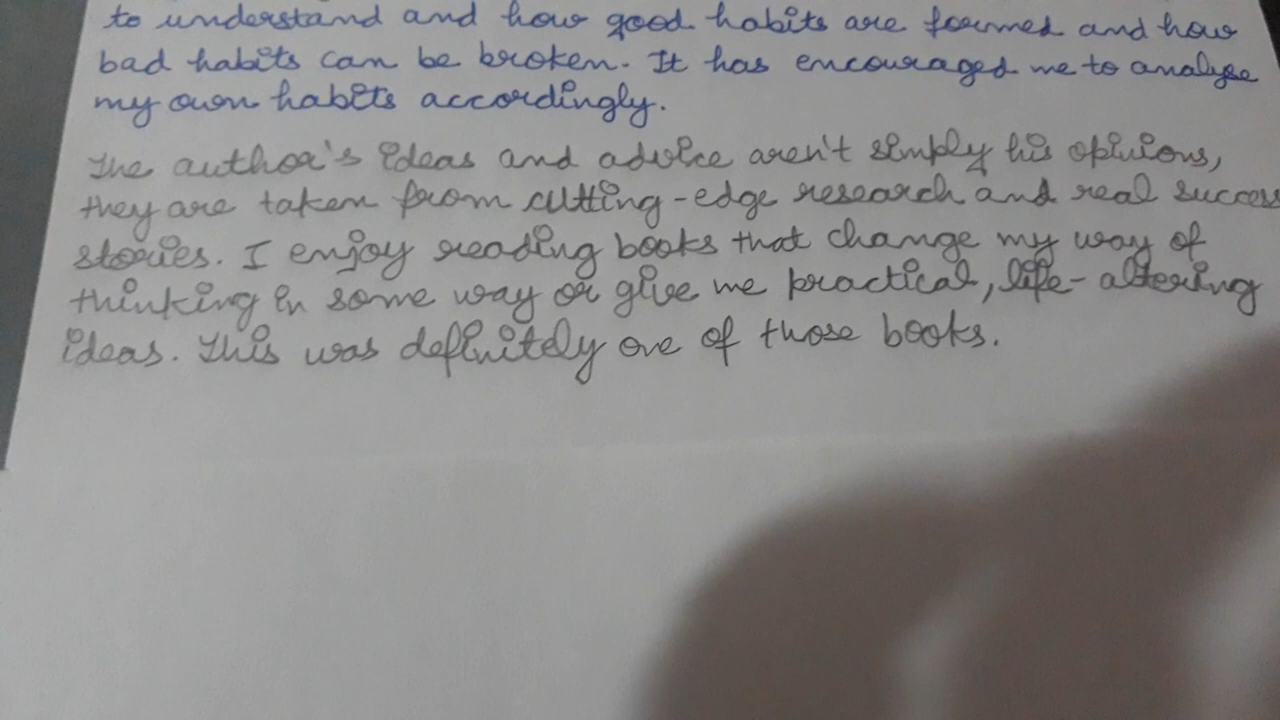 to understand and how good habits are formed and how
bad habits can be broken. It has encouraged me to analyse
my own habits accordingly.
The author's ideas and advice aren't simply his opinions,
they are taken from cutting-edge research and real success
stories. I enjoy reading books that change my way of
thinking in some way or give me practical, life-altering
ideas. This was definitely one of those books.